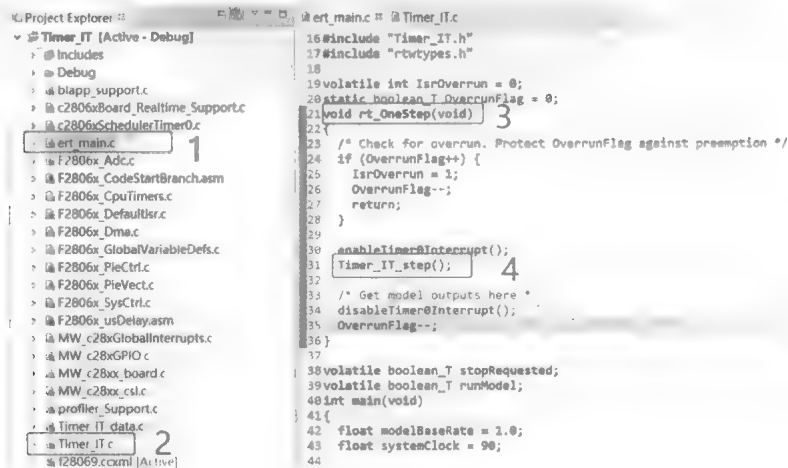 Project Explorer
Timer_IT [Active - Debug]
Includes
Debug
blapp_support.c
c2806xBoard_Realtime_Support.c
c2806xSchedulerTimer0.c
ert_main.c
1
F2806x_Adc.c
F2806x_CodeStartBranch.asm
F2806x_CpuTimers.c
F2806x_DefaultIsr.c
F2806x_Dma.c
F2806x_GlobalVariableDefs.c
F2806x_PieCtrl.c
F2806x_PieVect.c
F2806x_SysCtrl.c
F2806x_usDelay.asm
MW_c28xGlobalInterrupts.c
MW_c28xGPIO.c
MW_c28xx_board.c
MW_c28xx_csl.c
profiler_Support.c
Timer_IT_data.c
Timer_IT.c
2
f28069.ccxml [Active]
ert_main.c Timer_IT.c
16 #include "Timer_IT.h"
17 #include "rtwtypes.h"
18
19 volatile int IsrOverrun = 0;
20 static boolean_T OverrunFlag = 0;
21 void rt_OneStep(void) 3
22 {
23 /* Check for overrun. Protect OverrunFlag against preemption */
24 if (OverrunFlag++) {
25 IsrOverrun = 1;
26 OverrunFlag--;
27 return;
28 }
29
30 enableTimer0Interrupt();
31 Timer_IT_step(); 4
32
33 /* Get model outputs here *
34 disableTimer0Interrupt();
35 OverrunFlag--;
36 }
37
38 volatile boolean_T stopRequested;
39 volatile boolean_T runModel;
40 int main(void)
41 {
42 float modelBaseRate = 1.0;
43 float systemClock = 90;
44